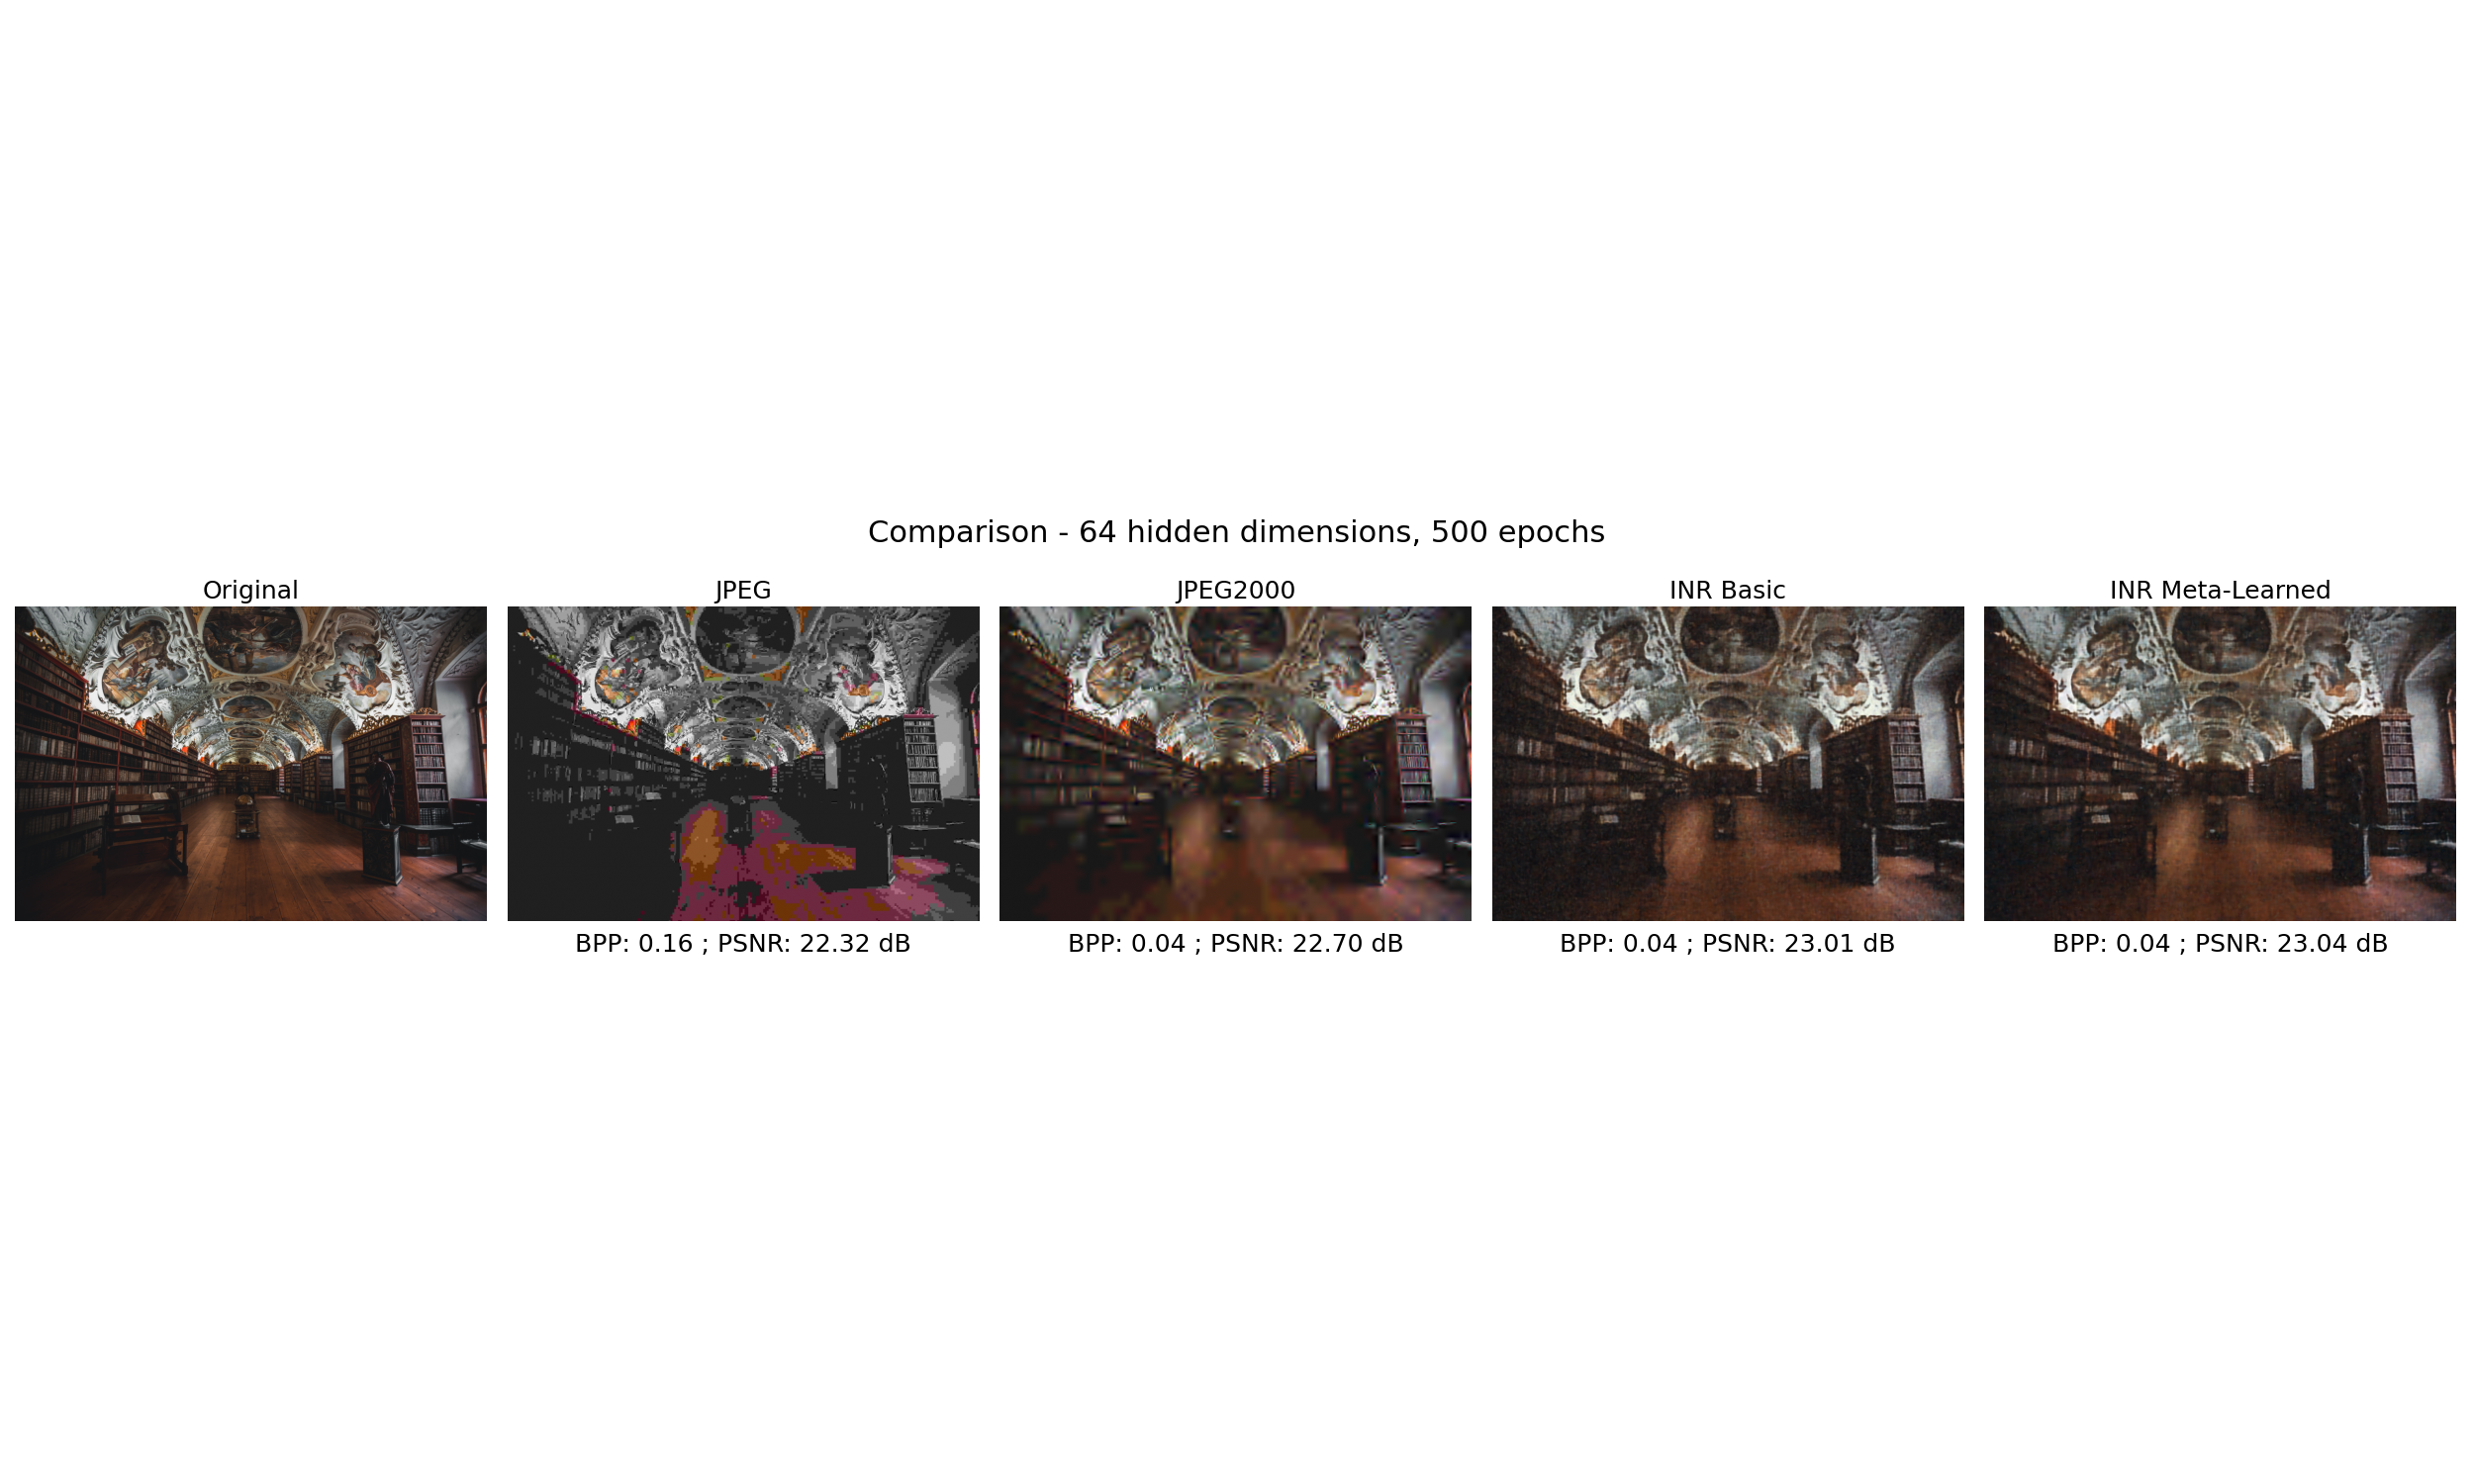 Comparison - 64 hidden dimensions, 500 epochs
Original
JPEG
JPEG2000
INR Basic
INR Meta-Learned
BPP: 0.16 ; PSNR: 22.32 dB
BPP: 0.04 ; PSNR: 22.70 dB
BPP: 0.04 ; PSNR: 23.01 dB
BPP: 0.04 ; PSNR: 23.04 dB